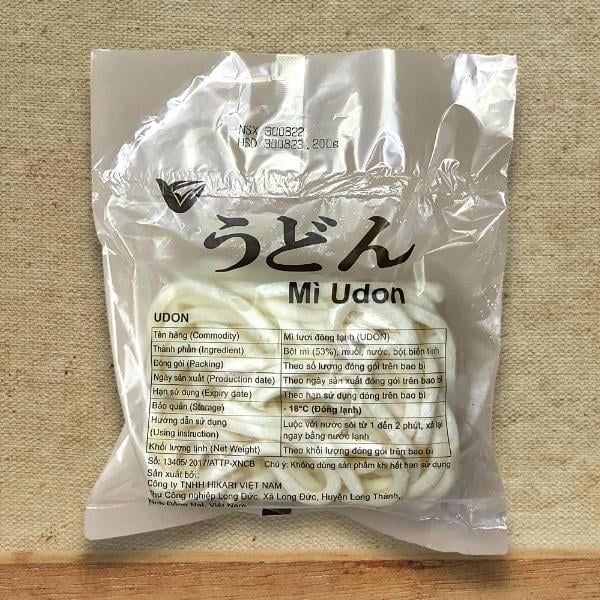 NSX 300822
HSD 300823.200g
うどん
Mì Udon
UDON
Tên hàng (Commodity) Mì tươi đông lạnh (UDON)
Thành phần (Ingredient) Bột mì (53%), muối, nước, bột biến tính
Đóng gói (Packing) Theo số lượng đóng gói trên bao bì
Ngày sản xuất (Production date) Theo ngày sản xuất đóng gói trên bao bì
Hạn sử dụng (Expiry date) Theo hạn sử dụng đóng trên bao bì
Bảo quản (Storage) - 18°C (Đông lạnh)
Hướng dẫn sử dụng Luộc với nước sôi từ 1 đến 2 phút, xả lại
(Using instruction) ngay bằng nước lạnh
Khối lượng tịnh (Net Weight) Theo khối lượng đóng gói trên bao bì
Số: 13405/ 2017/ATTP-XNCB Chú ý: Không dùng sản phẩm khi hết hạn sử dụng
Sản xuất bởi:
Công ty TNHH HIKARI VIỆT NAM
Khu Công nghiệp Long Đức, Xã Long Đức, Huyện Long Thành,
Tỉnh Đồng Nai, Việt Nam